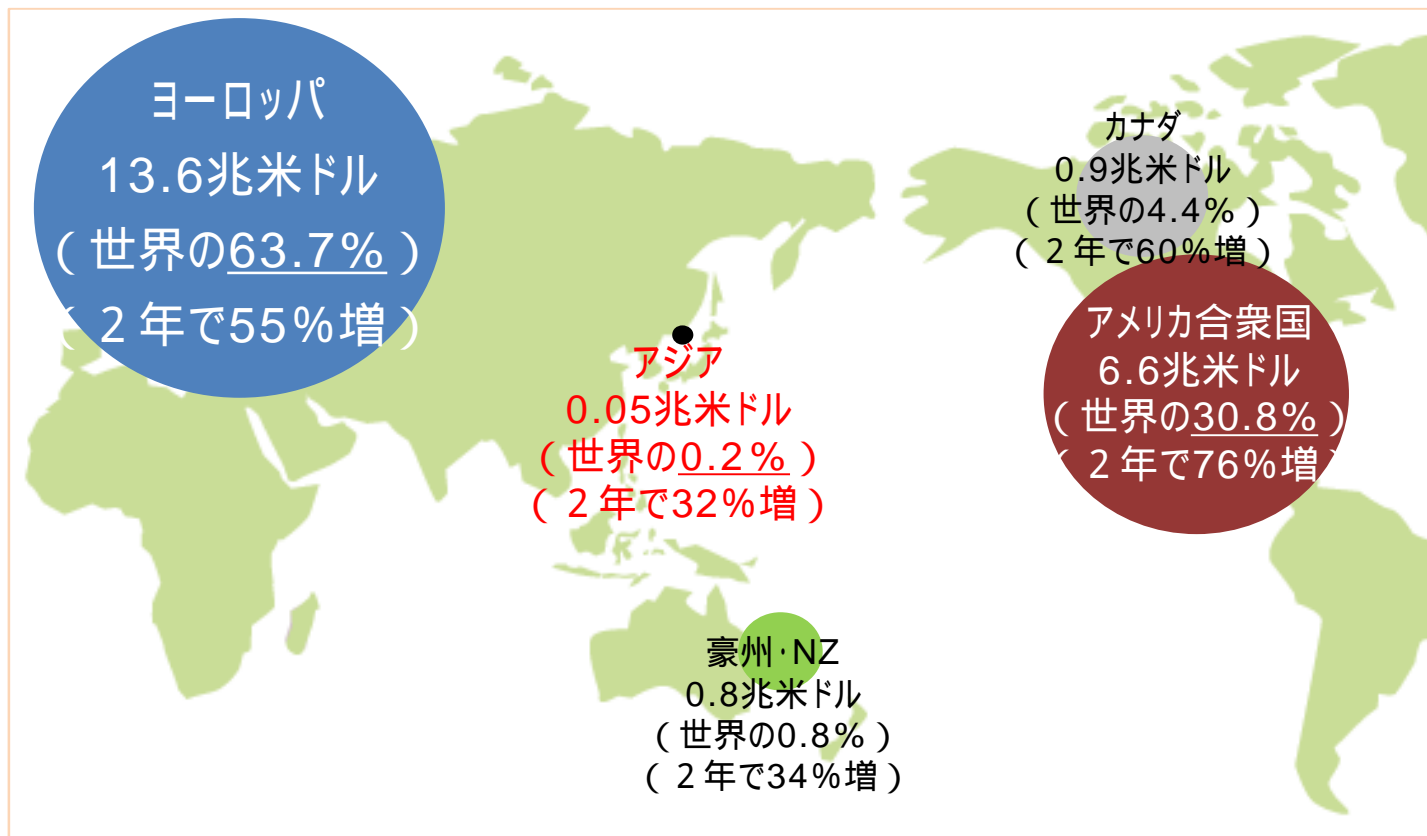 ヨーロッパ
13.6兆米ドル
(世界の63.7%)
(2年で55%増)
カナダ
0.9兆米ドル
(世界の4.4%)
(2年で60%増)
アメリカ合衆国
6.6兆米ドル
(世界の30.8%)
(2年で76%増)
アジア
0.05兆米ドル
(世界の0.2%)
(2年で32%増)
豪州・NZ
0.8兆米ドル
(世界の0.8%)
(2年で34%増)